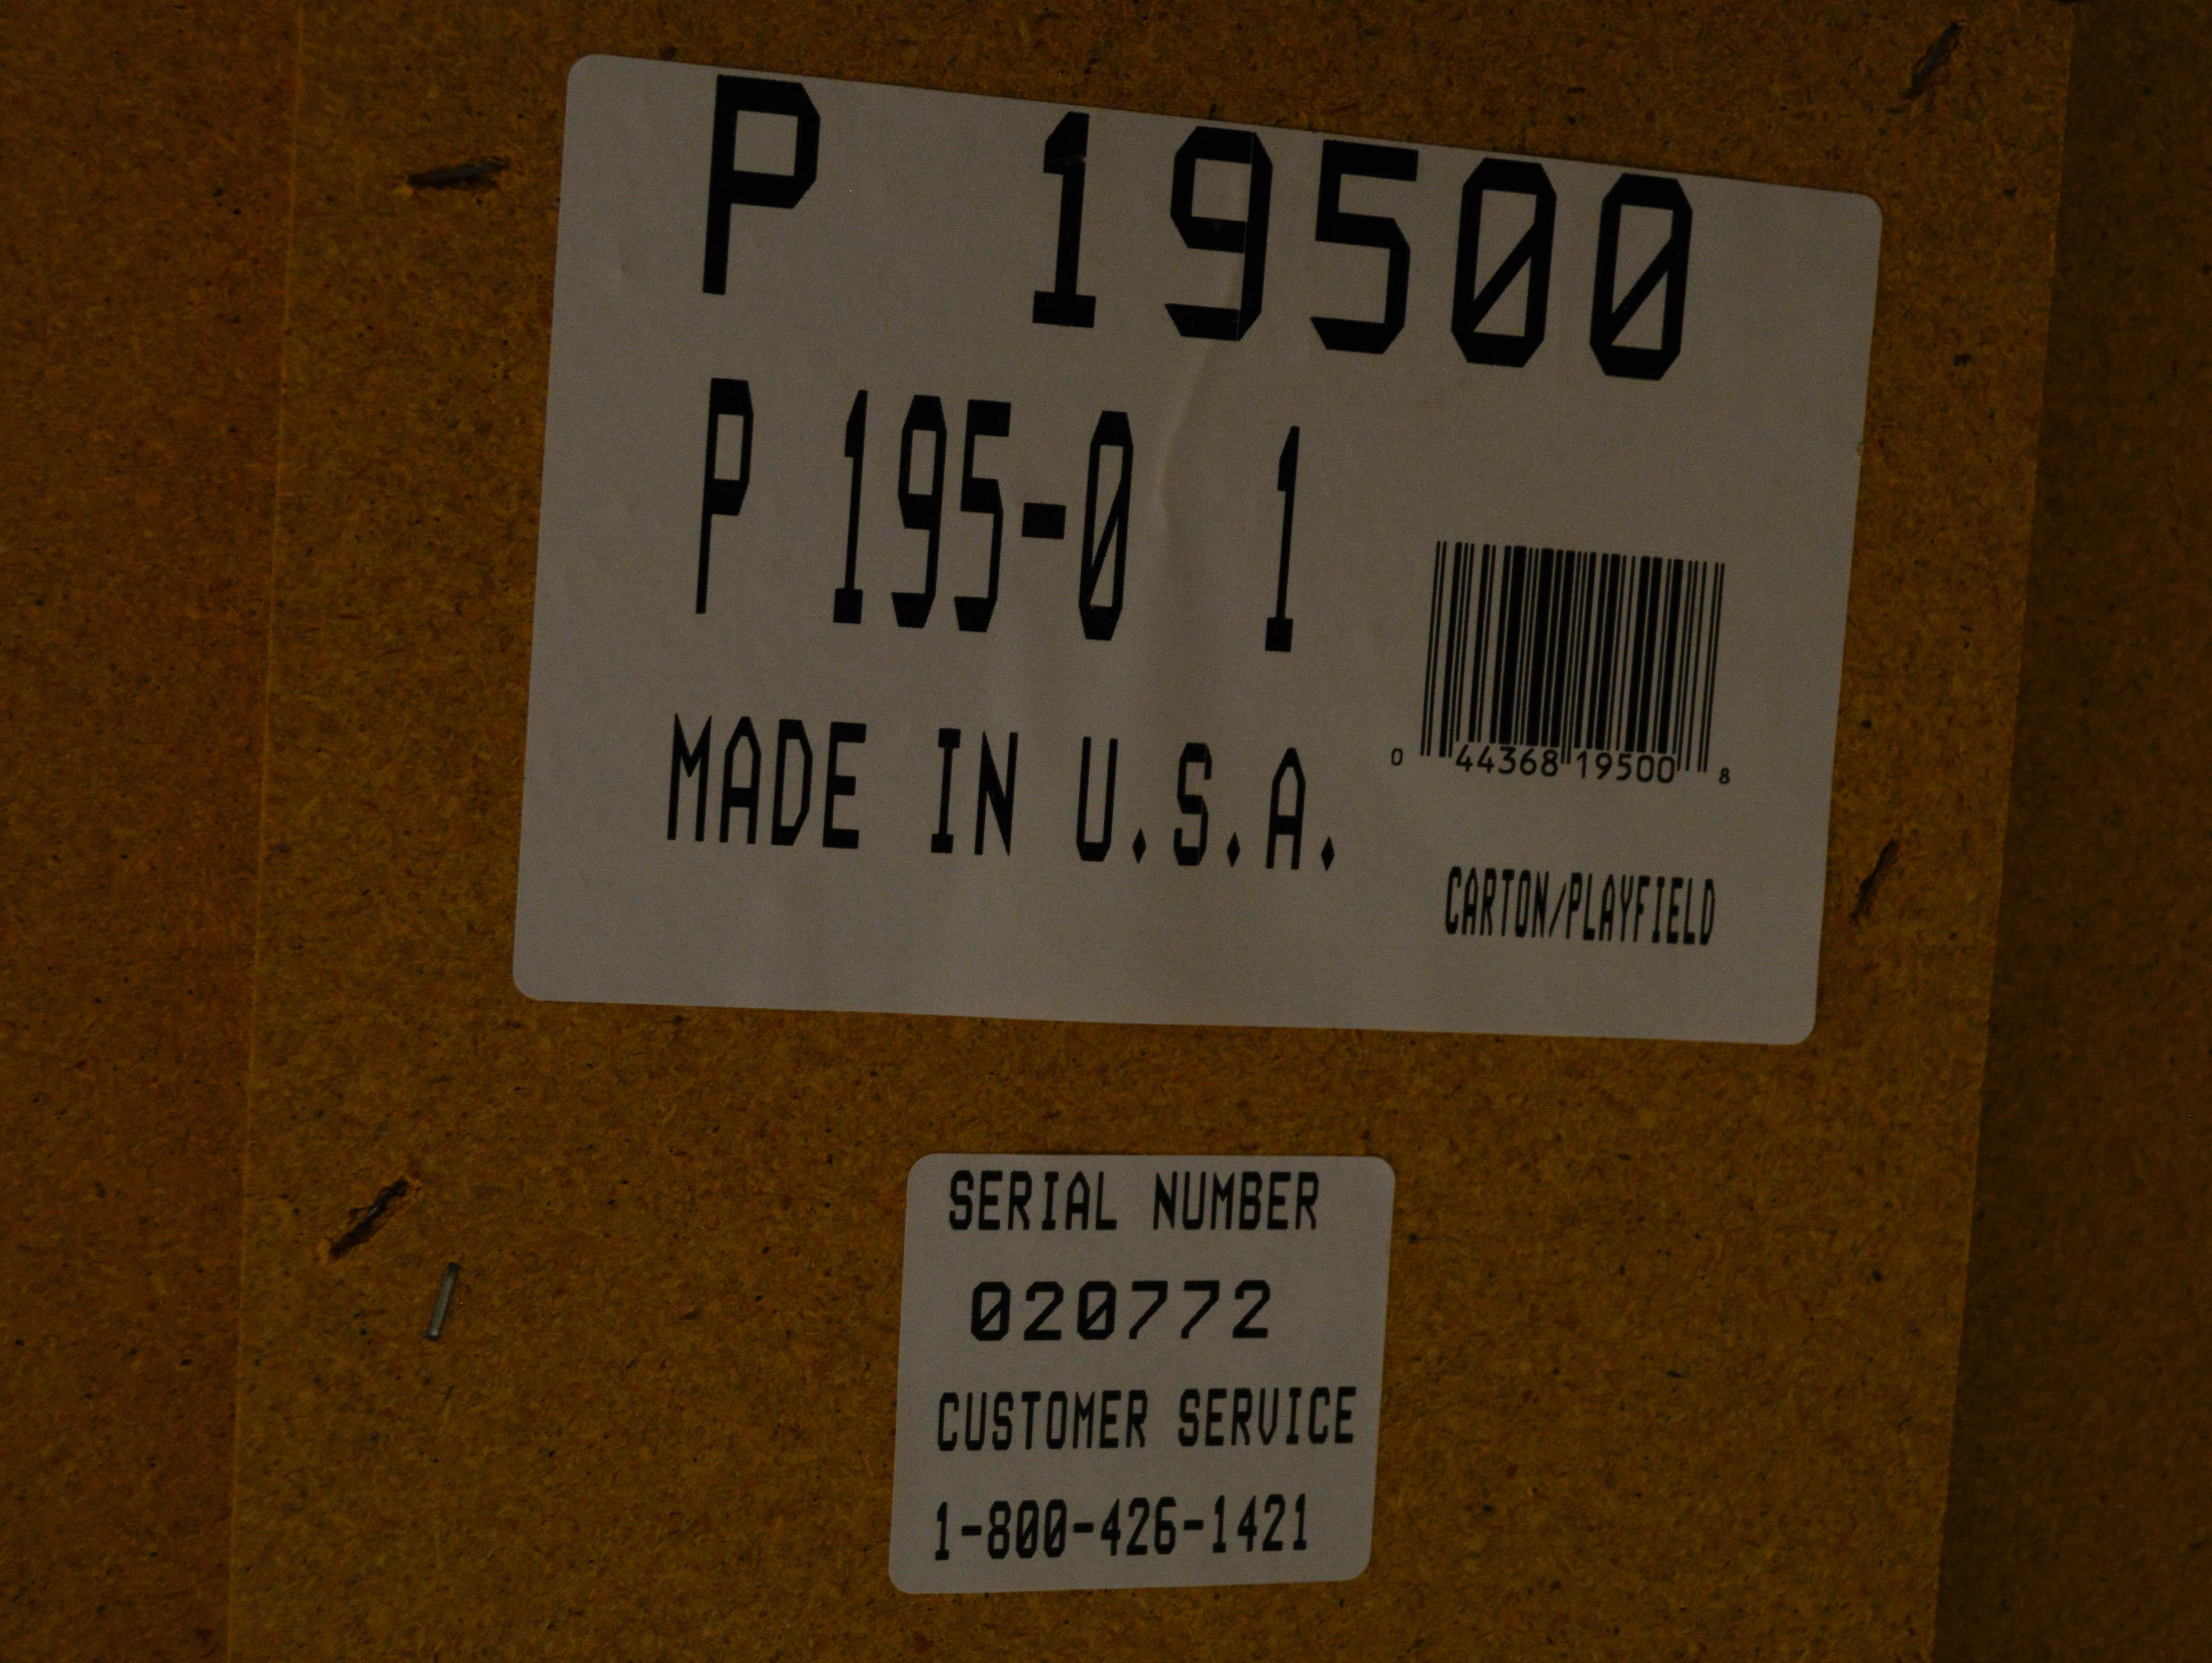 P 19500
P 195-0 1
MADE IN U.S.A.
0 44368 19500 8
CARTON/PLAYFIELD
SERIAL NUMBER
020772
CUSTOMER SERVICE
1-800-426-1421